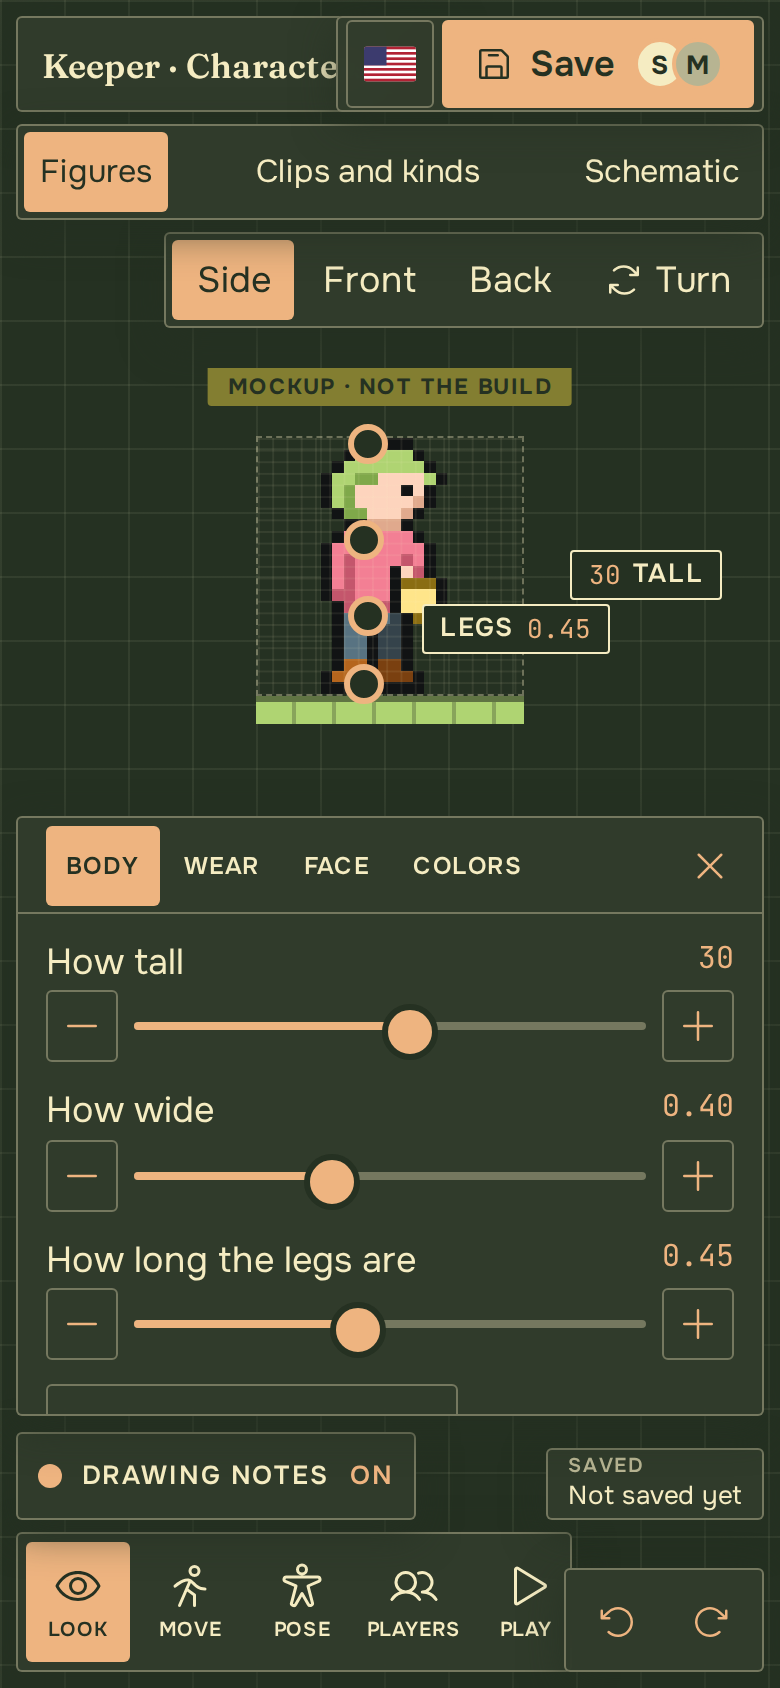 Keeper · Characte
Save S M
Figures Clips and kinds Schematic
Side Front Back Turn
MOCKUP · NOT THE BUILD
30 TALL
LEGS 0.45
BODY WEAR FACE COLORS
How tall 30
How wide 0.40
How long the legs are 0.45
DRAWING NOTES ON
SAVED
Not saved yet
LOOK MOVE POSE PLAYERS PLAY